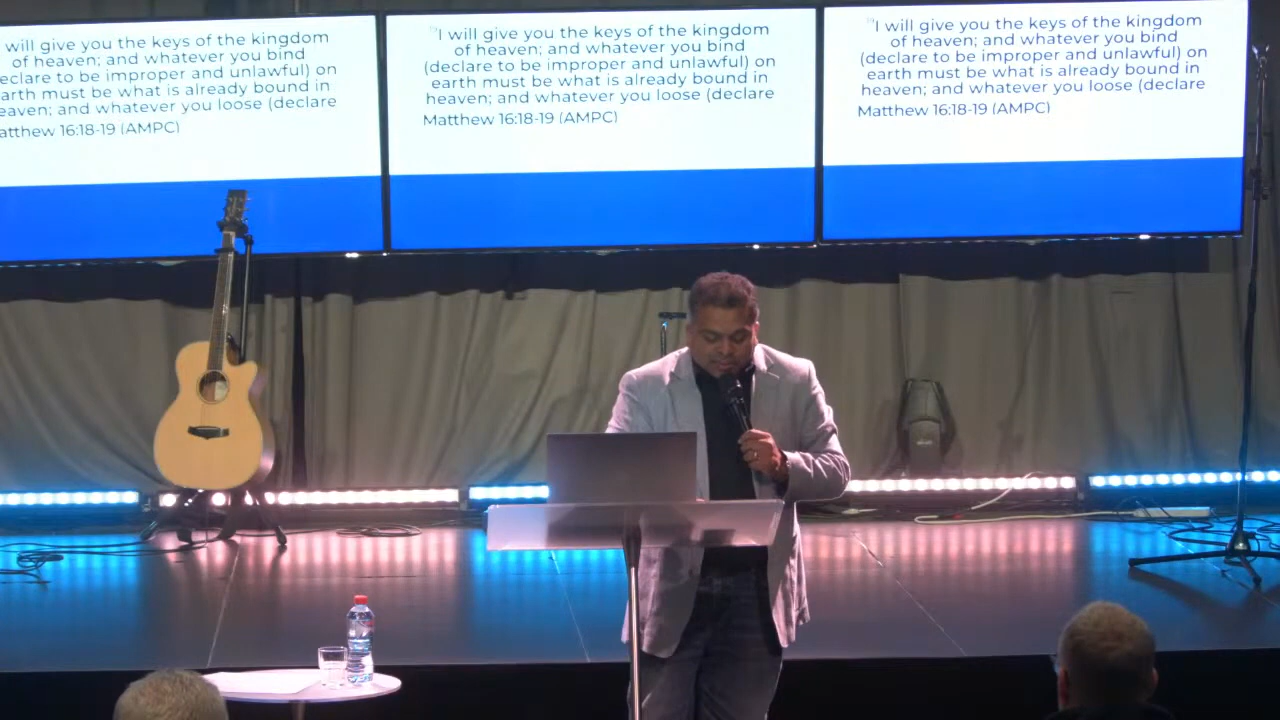 will give you the keys of the kingdom
of heaven; and whatever you bind
eclare to be improper and unlawful) on
arth must be what is already bound in
eaven; and whatever you loose (declare
atthew 16:18-19 (AMPC)
"I will give you the keys of the kingdom
of heaven; and whatever you bind
(declare to be improper and unlawful) on
earth must be what is already bound in
heaven; and whatever you loose (declare
Matthew 16:18-19 (AMPC)
"I will give you the keys of the kingdom
of heaven; and whatever you bind
(declare to be improper and unlawful) on
earth must be what is already bound in
heaven; and whatever you loose (declare
Matthew 16:18-19 (AMPC)